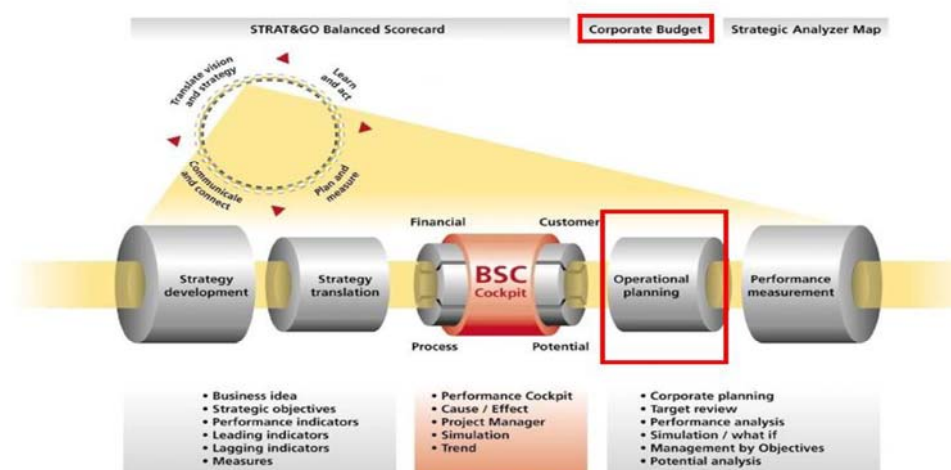 STRAT&GO Balanced Scorecard
Corporate Budget
Strategic Analyzer Map
Translate vision
and strategy
Learn
and act
Communicale
and connect
Plan and
measure
Financial
Customer
Strategy
development
Strategy
translation
BSC
Cockpit
Operational
planning
Performance
measurement
Process
Potential
• Business idea
• Strategic objectives
• Performance indicators
• Leading indicators
• Lagging indicators
• Measures
• Performance Cockpit
• Cause / Effect
• Project Manager
• Simulation
• Trend
• Corporate planning
• Target review
• Performance analysis
• Simulation / what if
• Management by Objectives
• Potential analysis